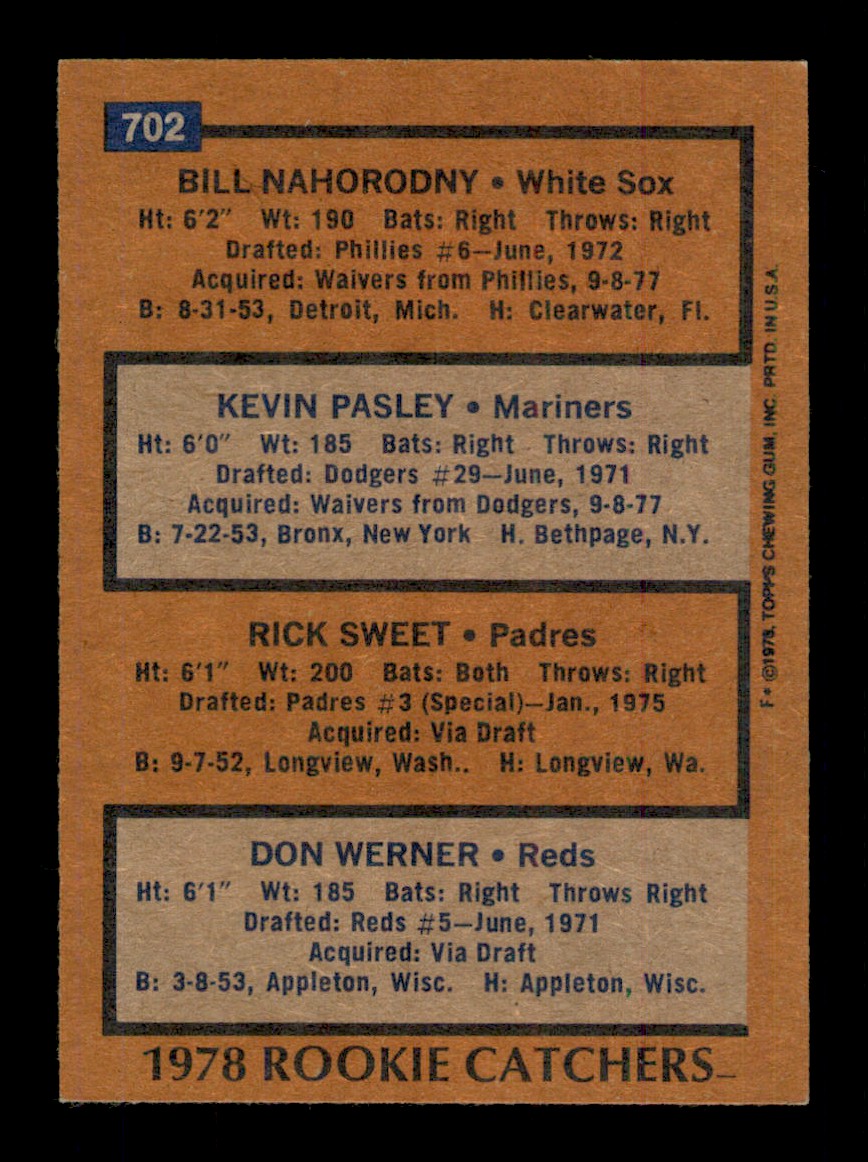 702
BILL NAHORODNY • White Sox
Ht: 6'2" Wt: 190 Bats: Right Throws: Right
Drafted: Phillies #6—June, 1972
Acquired: Waivers from Phillies, 9-8-77
B: 8-31-53, Detroit, Mich. H: Clearwater, Fl.
KEVIN PASLEY • Mariners
Ht: 6'0" Wt: 185 Bats: Right Throws: Right
Drafted: Dodgers #29—June, 1971
Acquired: Waivers from Dodgers, 9-8-77
B: 7-22-53, Bronx, New York H. Bethpage, N.Y.
RICK SWEET • Padres
Ht: 6'1" Wt: 200 Bats: Both Throws: Right
Drafted: Padres #3 (Special)—Jan., 1975
Acquired: Via Draft
B: 9-7-52, Longview, Wash.. H: Longview, Wa.
DON WERNER • Reds
Ht: 6'1" Wt: 185 Bats: Right Throws Right
Drafted: Reds #5—June, 1971
Acquired: Via Draft
B: 3-8-53, Appleton, Wisc. H: Appleton, Wisc.
1978 ROOKIE CATCHERS
F* ©1978, TOPPS CHEWING GUM, INC. PRTD. IN U.S.A.